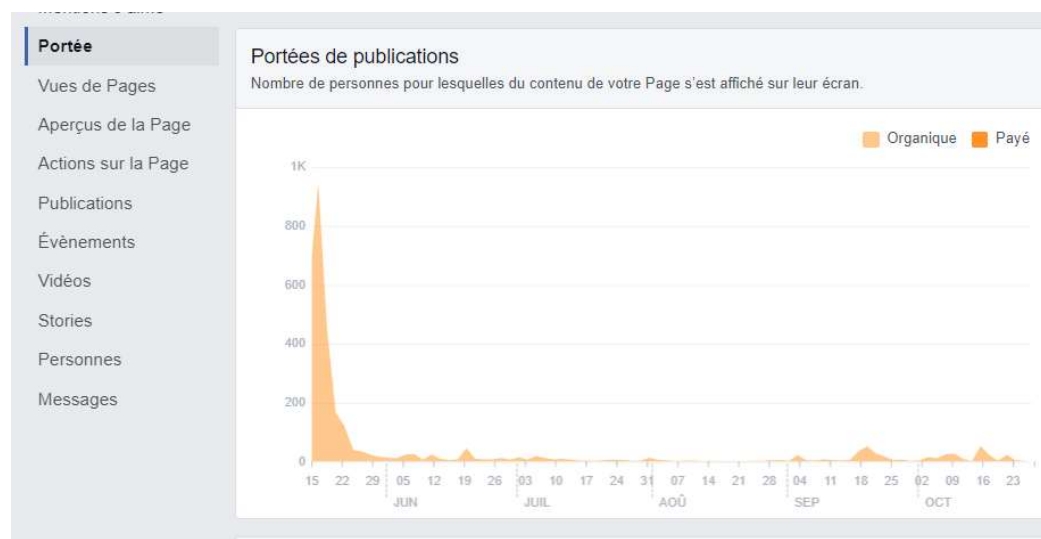 Portée
Vues de Pages
Aperçus de la Page
Actions sur la Page
Publications
Évènements
Vidéos
Stories
Personnes
Messages
Portées de publications
Nombre de personnes pour lesquelles du contenu de votre Page s'est affiché sur leur écran.
Organique Payé
1K
800
600
400
200
0
15 22 29 05 12 19 26 03 10 17 24 31 07 14 21 28 04 11 18 25 02 09 16 23
JUN JUIL AOÛ SEP OCT